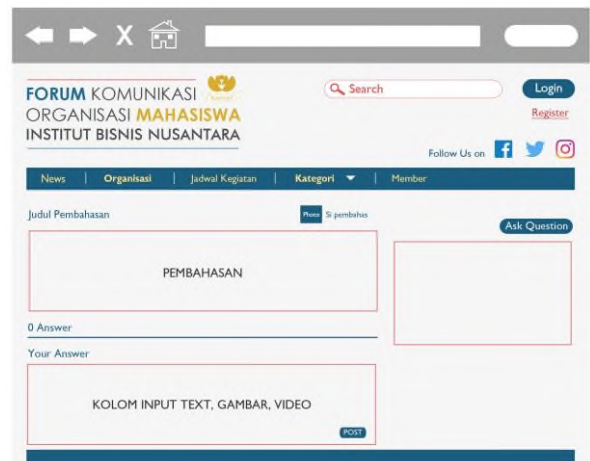 X
FORUM KOMUNIKASI
ORGANISASI MAHASISWA
INSTITUT BISNIS NUSANTARA
Search
Login
Register
Follow Us on
News | Organisasi | Jadwal Kegiatan | Kategori | Member
Judul Pembahasan
Photo Si pembahas
Ask Question
PEMBAHASAN
0 Answer
Your Answer
KOLOM INPUT TEXT, GAMBAR, VIDEO
POST